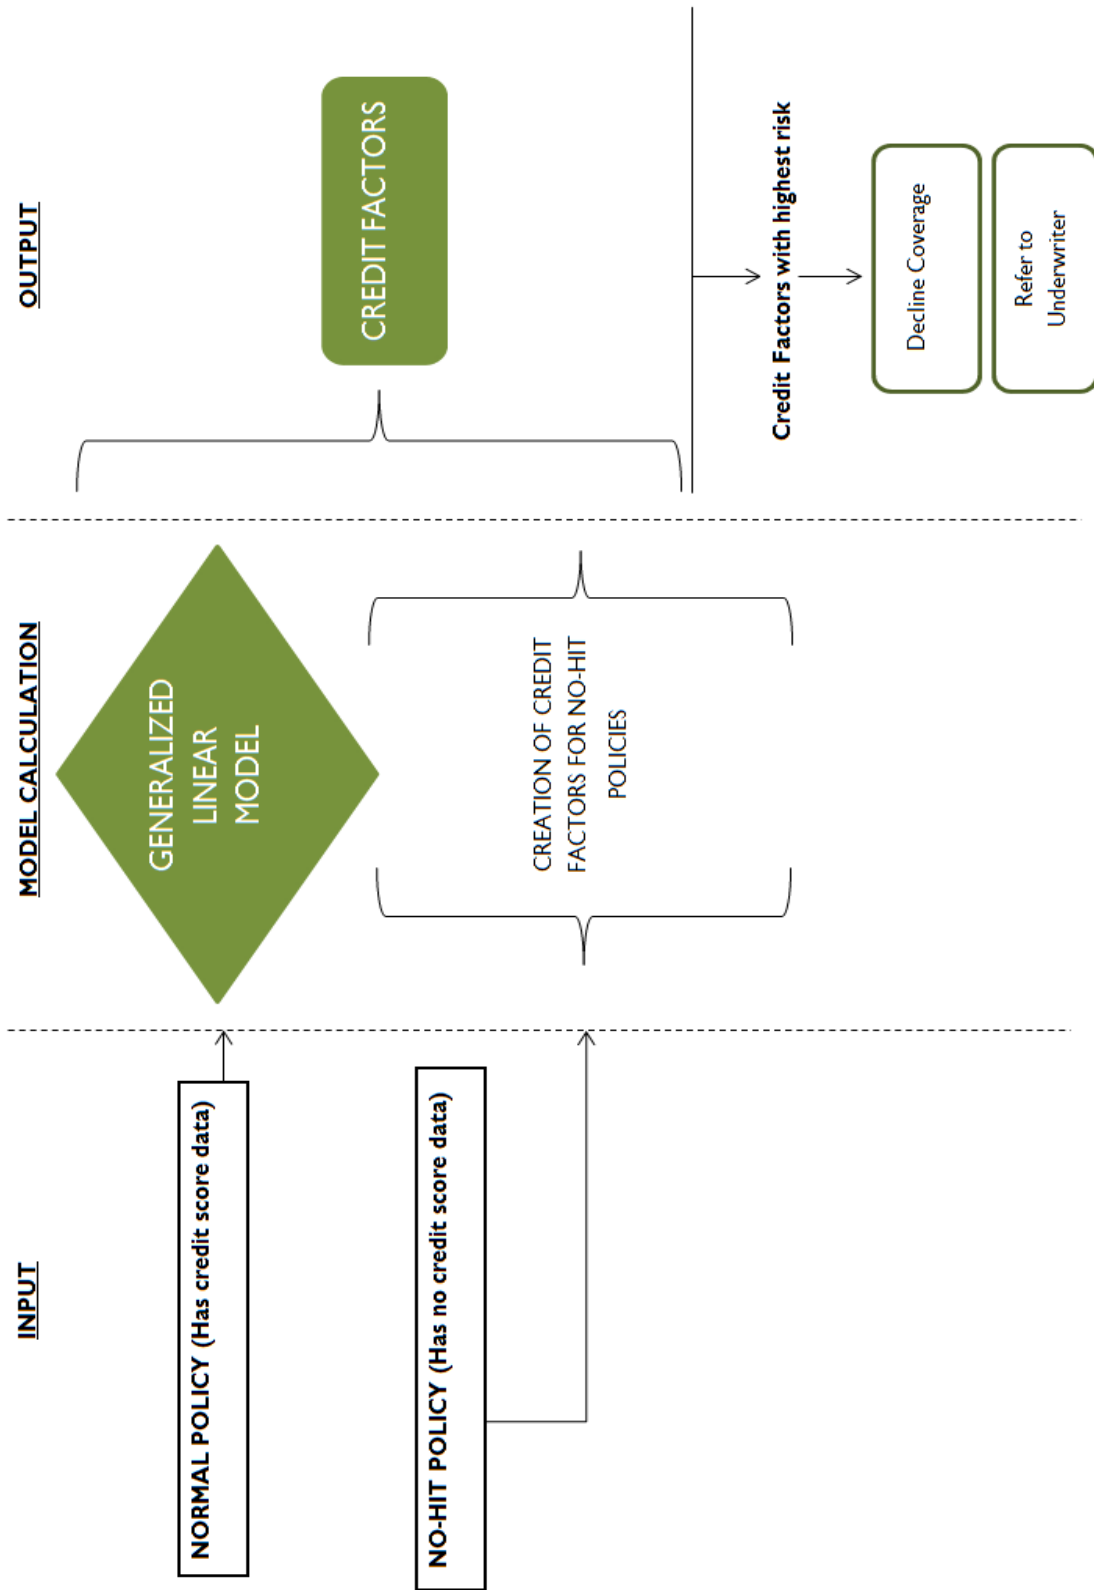 INPUT
MODEL CALCULATION
OUTPUT
NORMAL POLICY (Has credit score data)
GENERALIZED
LINEAR
MODEL
CREDIT FACTORS
NO-HIT POLICY (Has no credit score data)
CREATION OF CREDIT
FACTORS FOR NO-HIT
POLICIES
Credit Factors with highest risk
Decline Coverage
Refer to
Underwriter